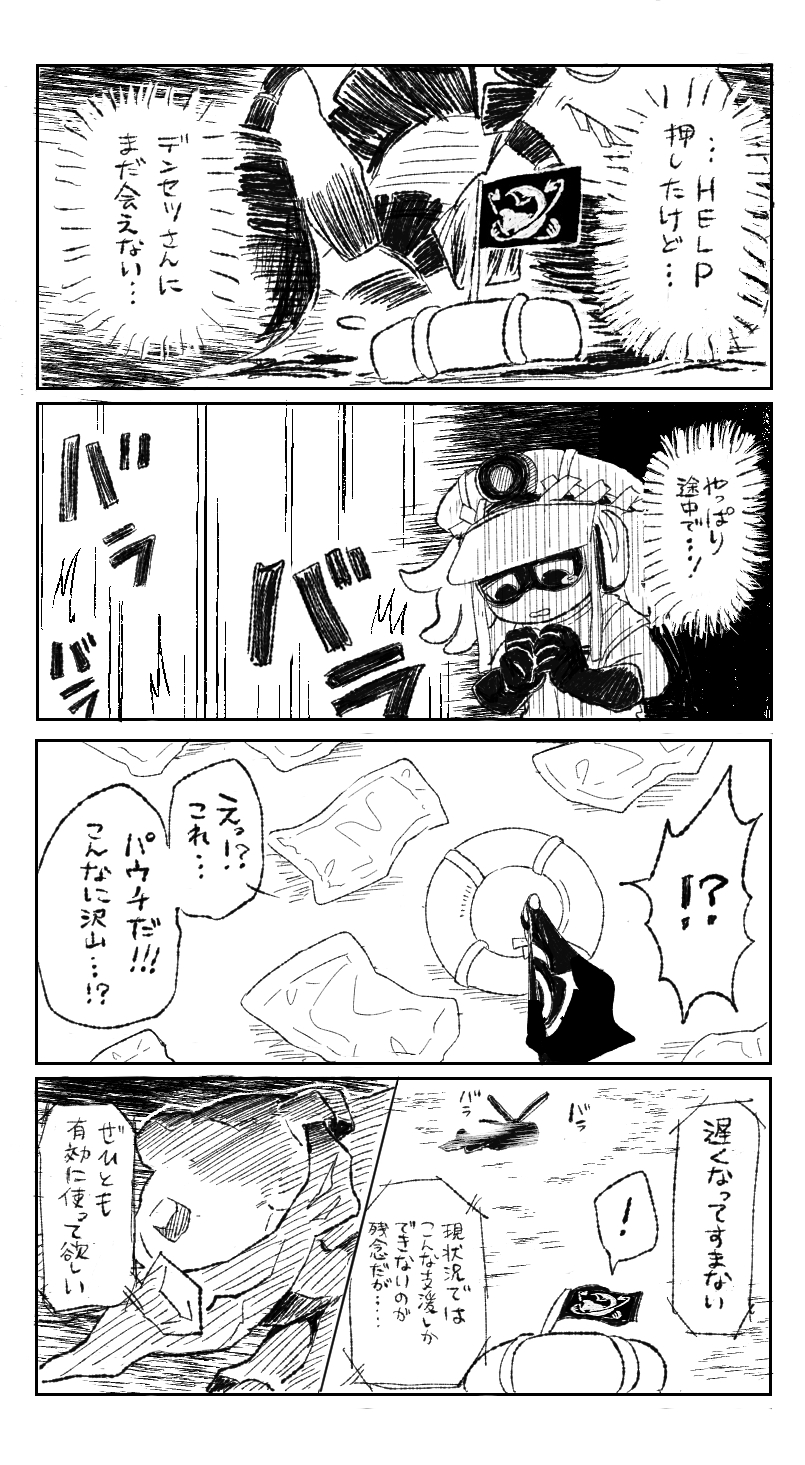 …HELP
押したけど…
デンセツさんに
まだ会えない…
やっぱり
途中で…!
バラ
バラ
バラ
!?
えっ!?
これ…
パウチだ!!!
こんなに沢山…!?
遅くなってすまない
!
バラ
バラ
現状況では
こんな支援しか
できないのが
残念だが……
ぜひとも
有効に使って欲しい